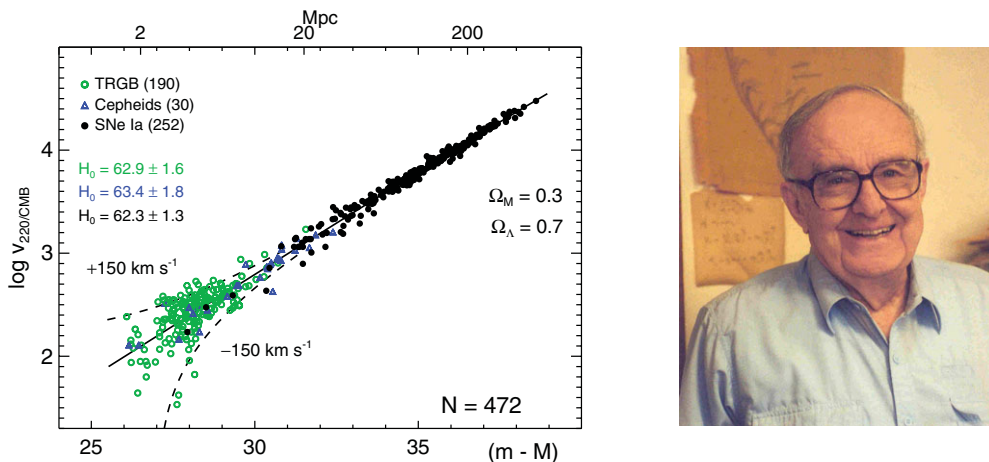 Mpc
2 20 200
TRGB (190)
Cepheids (30)
SNe Ia (252)
H₀ = 62.9 ± 1.6
H₀ = 63.4 ± 1.8
H₀ = 62.3 ± 1.3
Ω_M = 0.3
Ω_Λ = 0.7
+150 km s⁻¹
−150 km s⁻¹
N = 472
log v₂₂₀/CMB
4
3
2
25 30 35 (m - M)